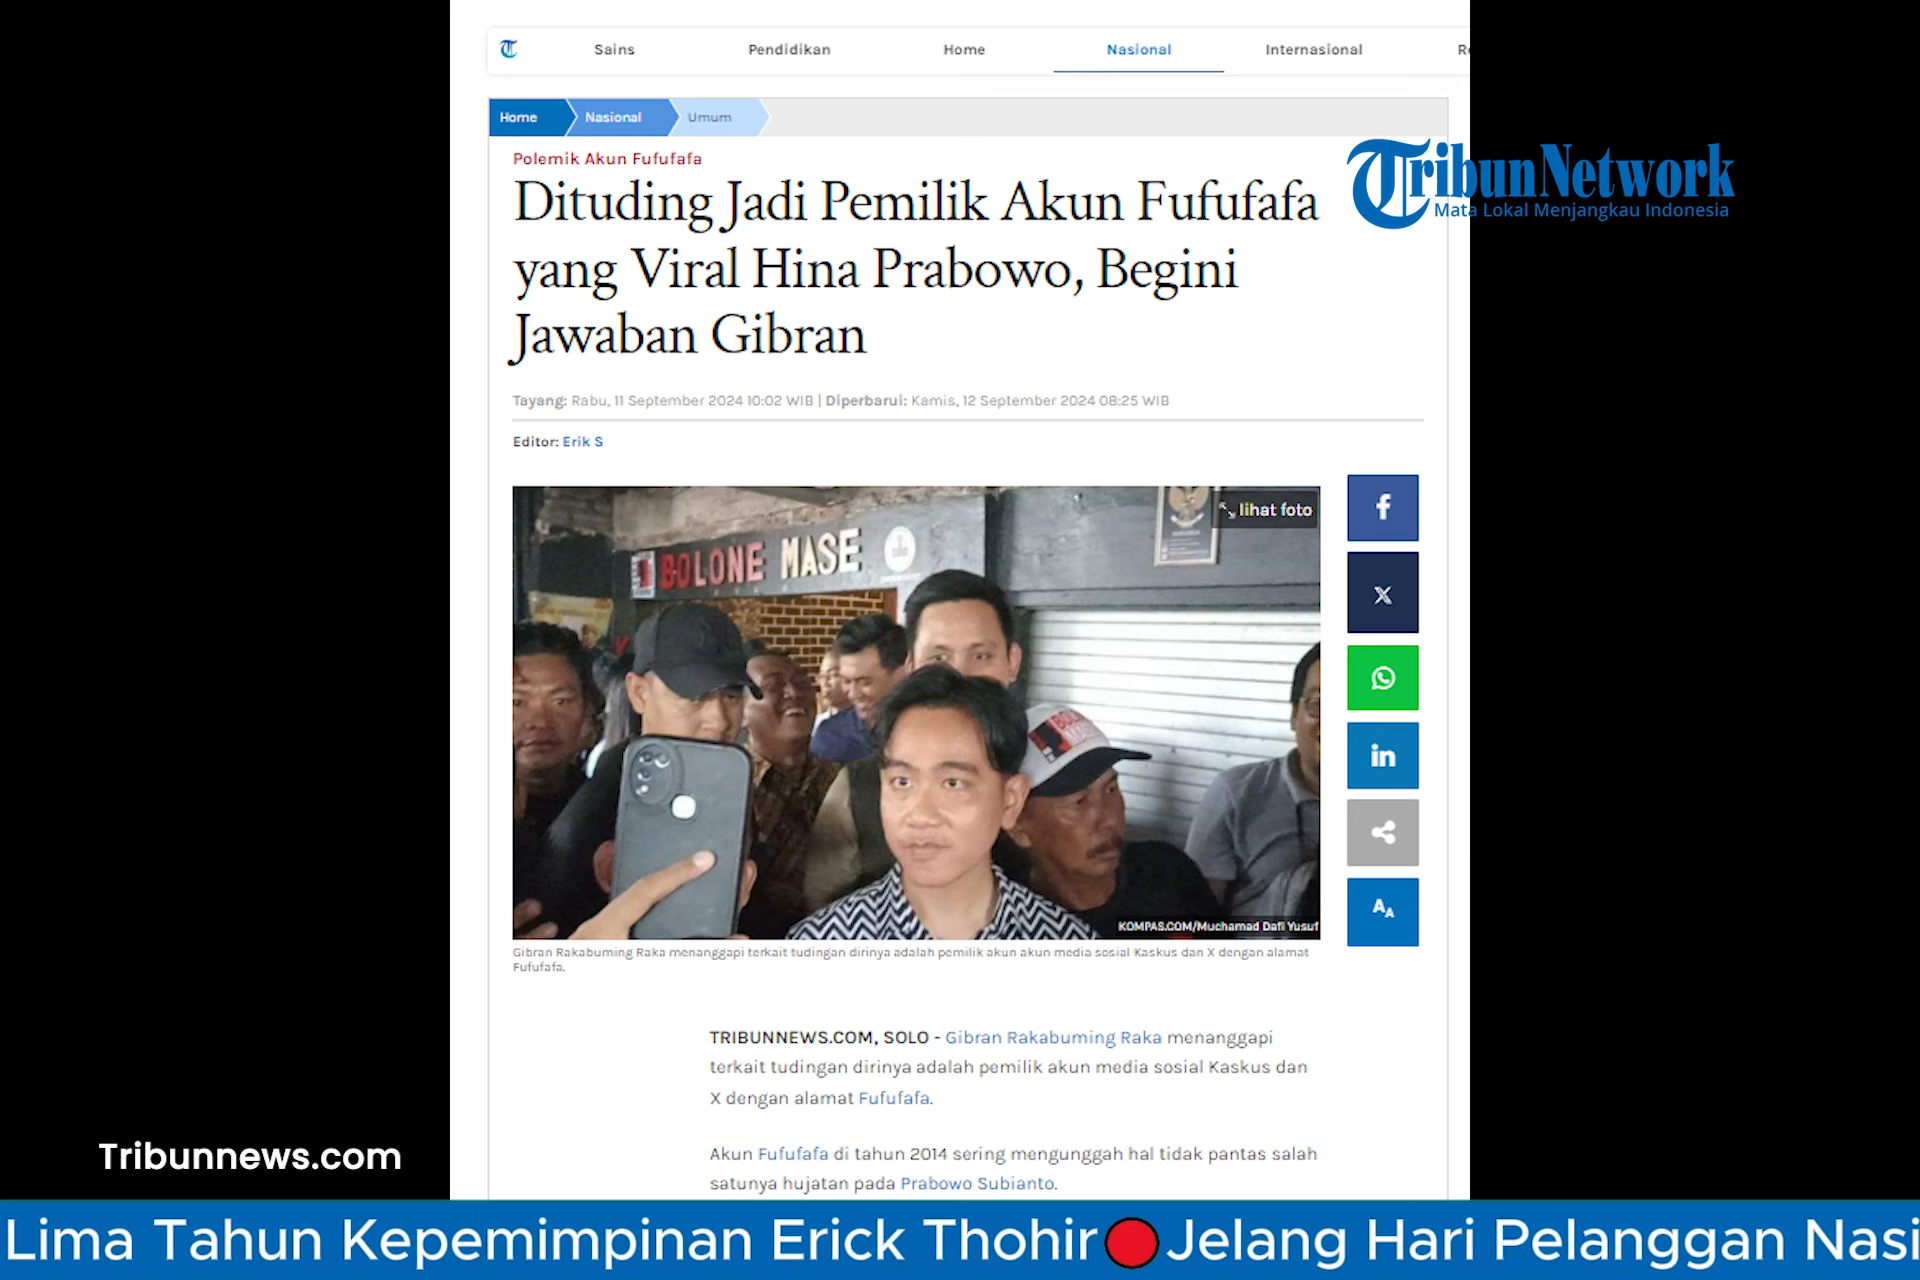 Sains Pendidikan Home Nasional Internasional
Home Nasional Umum
Polemik Akun Fufufafa
Dituding Jadi Pemilik Akun Fufufafa
yang Viral Hina Prabowo, Begini
Jawaban Gibran
TribunNetwork
Mata Lokal Menjangkau Indonesia
Tayang: Rabu, 11 September 2024 10:02 WIB | Diperbarui: Kamis, 12 September 2024 08:25 WIB
Editor: Erik S
lihat foto
BOLONE MASE
KOMPAS.COM/Muchamad Dafi Yusuf
Gibran Rakabuming Raka menanggapi terkait tudingan dirinya adalah pemilik akun akun media sosial Kaskus dan X dengan alamat
Fufufafa.
TRIBUNNEWS.COM, SOLO - Gibran Rakabuming Raka menanggapi
terkait tudingan dirinya adalah pemilik akun media sosial Kaskus dan
X dengan alamat Fufufafa.
Akun Fufufafa di tahun 2014 sering mengunggah hal tidak pantas salah
satunya hujatan pada Prabowo Subianto.
Tribunnews.com
Lima Tahun Kepemimpinan Erick Thohir Jelang Hari Pelanggan Nasi